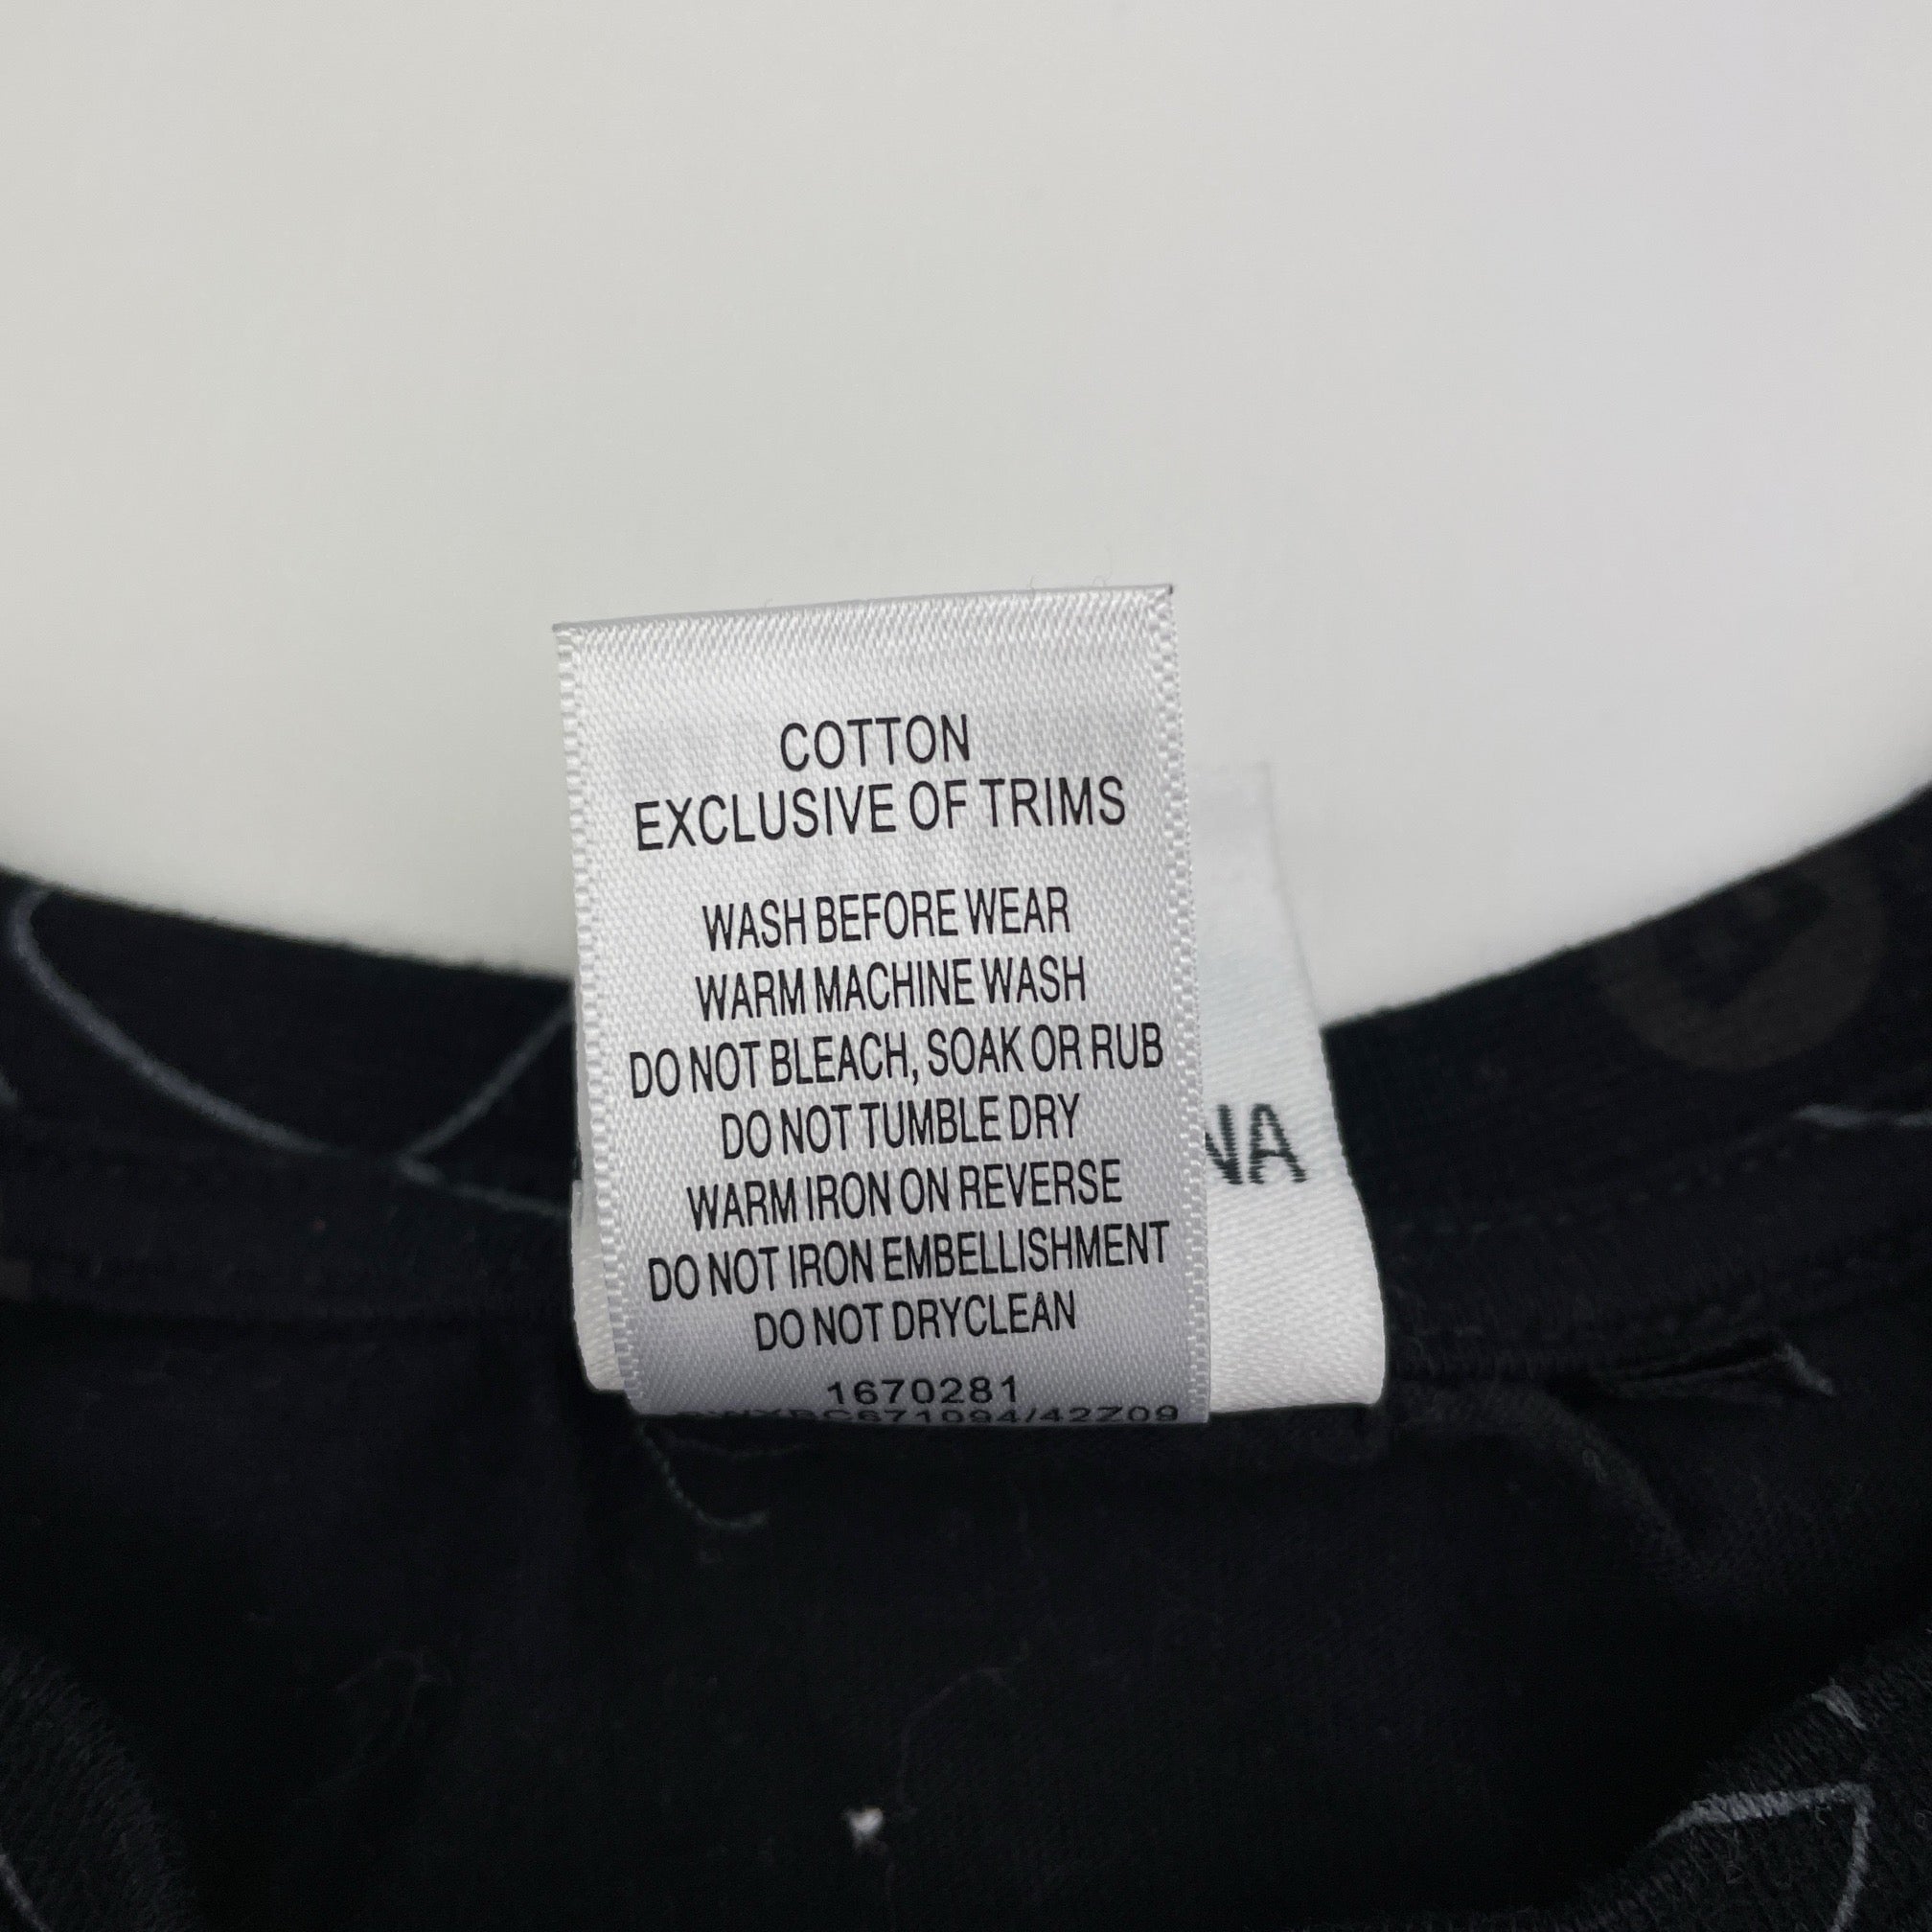 COTTON
EXCLUSIVE OF TRIMS
WASH BEFORE WEAR
WARM MACHINE WASH
DO NOT BLEACH, SOAK OR RUB
DO NOT TUMBLE DRY
WARM IRON ON REVERSE
DO NOT IRON EMBELLISHMENT
DO NOT DRYCLEAN
1670281